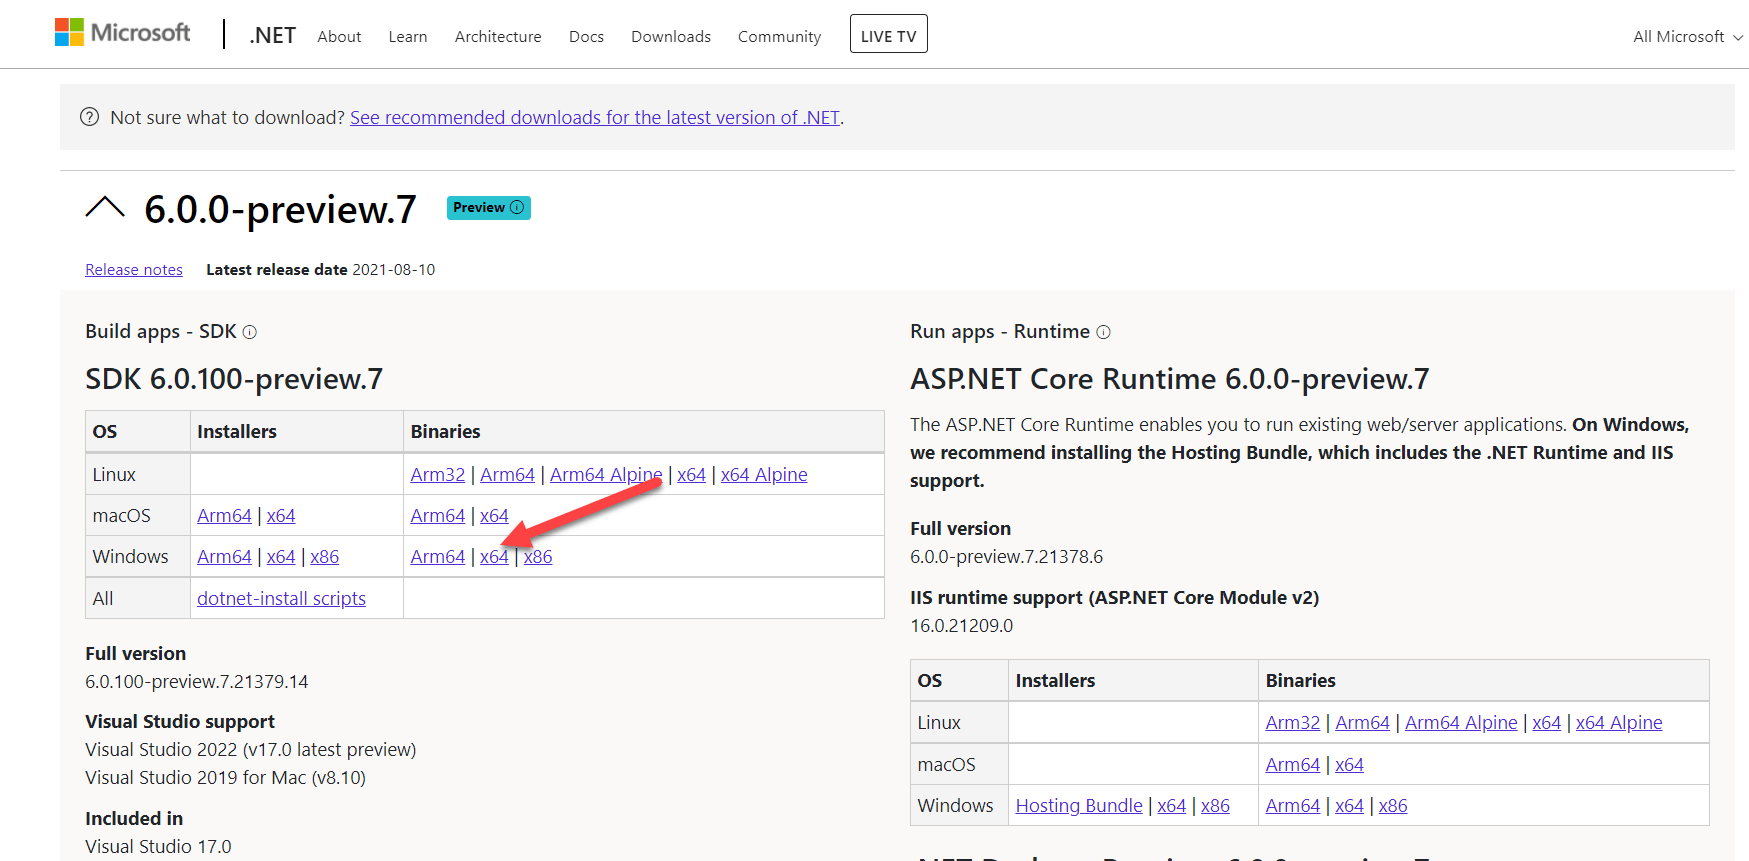 Microsoft .NET About Learn Architecture Docs Downloads Community LIVE TV All Microsoft
Not sure what to download? See recommended downloads for the latest version of .NET.
6.0.0-preview.7 Preview
Release notes Latest release date 2021-08-10
Build apps - SDK
SDK 6.0.100-preview.7
OS Installers Binaries
Linux Arm32 | Arm64 | Arm64 Alpine | x64 | x64 Alpine
macOS Arm64 | x64 Arm64 | x64
Windows Arm64 | x64 | x86 Arm64 | x64 | x86
All dotnet-install scripts
Full version
6.0.100-preview.7.21379.14
Visual Studio support
Visual Studio 2022 (v17.0 latest preview)
Visual Studio 2019 for Mac (v8.10)
Included in
Visual Studio 17.0
Run apps - Runtime
ASP.NET Core Runtime 6.0.0-preview.7
The ASP.NET Core Runtime enables you to run existing web/server applications. On Windows,
we recommend installing the Hosting Bundle, which includes the .NET Runtime and IIS
support.
Full version
6.0.0-preview.7.21378.6
IIS runtime support (ASP.NET Core Module v2)
16.0.21209.0
OS Installers Binaries
Linux Arm32 | Arm64 | Arm64 Alpine | x64 | x64 Alpine
macOS Arm64 | x64
Windows Hosting Bundle | x64 | x86 Arm64 | x64 | x86